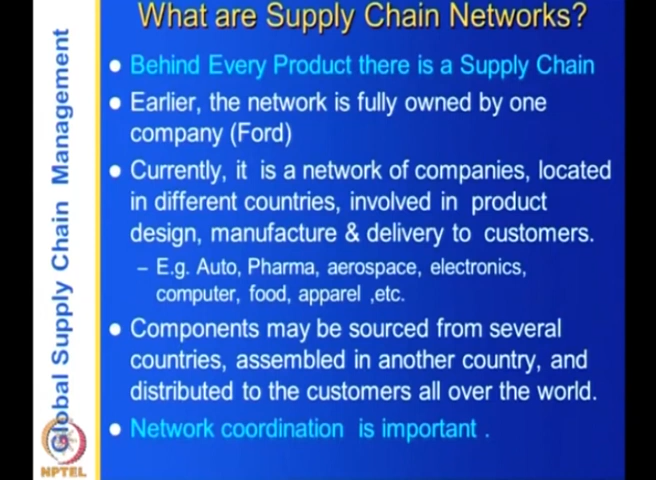 What are Supply Chain Networks?
Behind Every Product there is a Supply Chain
Earlier, the network is fully owned by one
company (Ford)
Currently, it is a network of companies, located
in different countries, involved in product
design, manufacture & delivery to customers.
– E.g. Auto, Pharma, aerospace, electronics,
computer, food, apparel ,etc.
Components may be sourced from several
countries, assembled in another country, and
distributed to the customers all over the world.
Network coordination is important .
Global Supply Chain Management
NPTEL